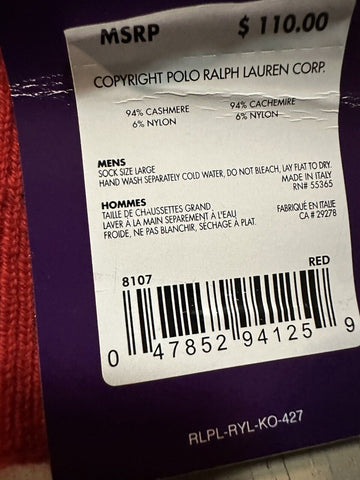 MSRP $ 110.00
COPYRIGHT POLO RALPH LAUREN CORP.
94% CASHMERE 94% CACHEMIRE
6% NYLON 6% NYLON
MENS
SOCK SIZE LARGE
HAND WASH SEPARATELY COLD WATER, DO NOT BLEACH, LAY FLAT TO DRY.
MADE IN ITALY
RN# 55365
HOMMES
TAILLE DE CHAUSSETTES GRAND
LAVER À LA MAIN SEPAREMENT À L'EAU
FROIDE, NE PAS BLANCHIR, SÉCHAGE À PLAT.
FABRIQUÉ EN ITALIE
CA # 29278
8107 RED
0 47852 94125 9
RLPL-RYL-KO-427